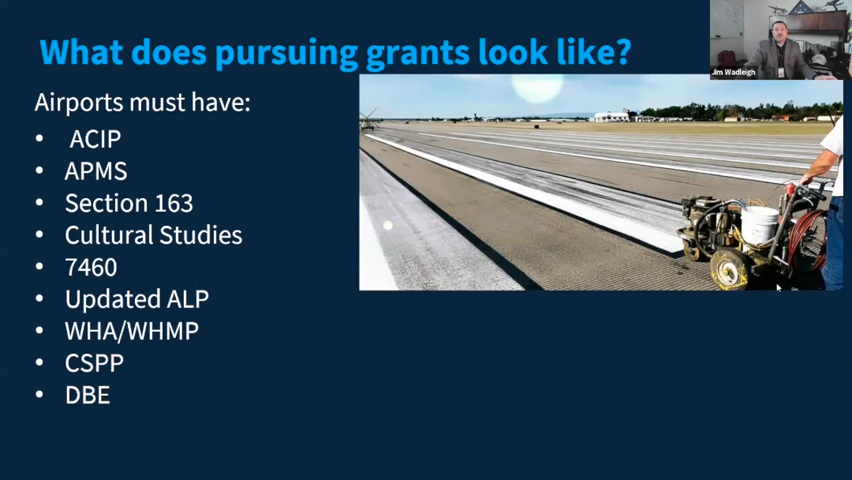 What does pursuing grants look like?
Jim Wadleigh
Airports must have:
• ACIP
• APMS
• Section 163
• Cultural Studies
• 7460
• Updated ALP
• WHA/WHMP
• CSPP
• DBE